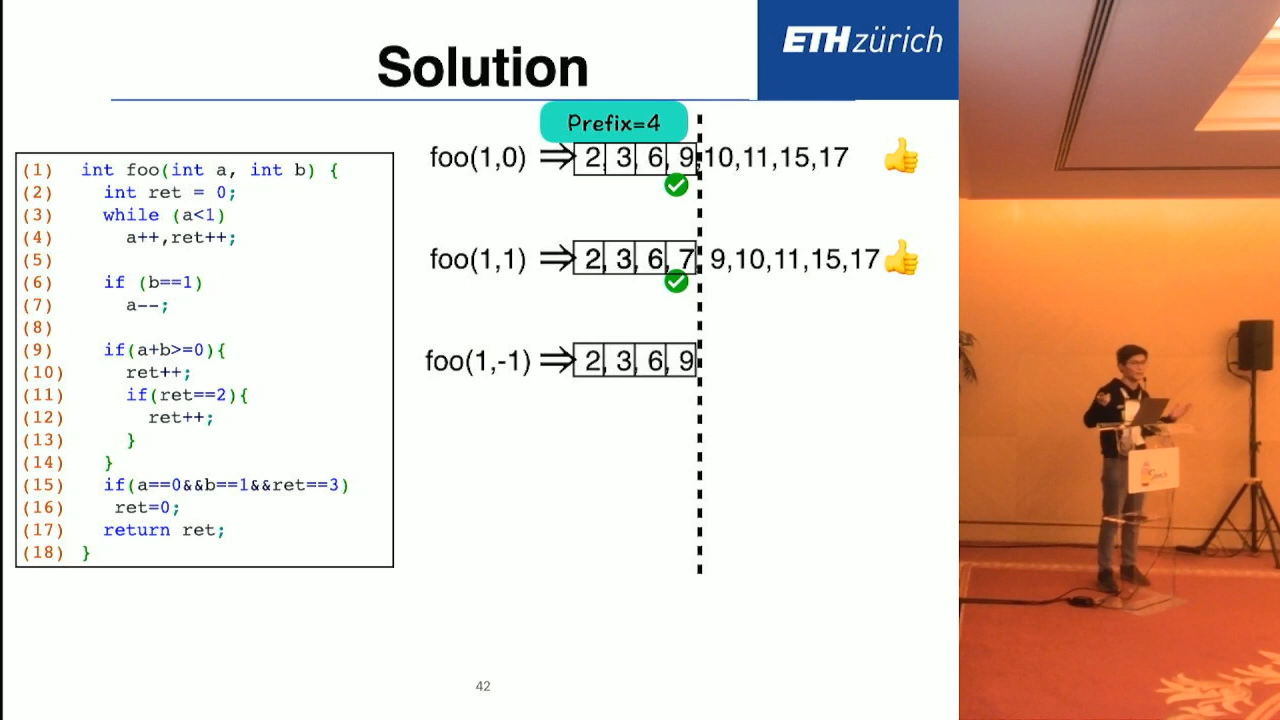 Solution
ETH zürich
Prefix=4
foo(1,0) ⇒ 2, 3, 6, 9,10,11,15,17
foo(1,1) ⇒ 2, 3, 6, 7, 9,10,11,15,17
foo(1,-1) ⇒ 2, 3, 6, 9
(1) int foo(int a, int b) {
(2) int ret = 0;
(3) while (a<1)
(4) a++,ret++;
(5)
(6) if (b==1)
(7) a--;
(8)
(9) if(a+b>=0){
(10) ret++;
(11) if(ret==2){
(12) ret++;
(13) }
(14) }
(15) if(a==0&&b==1&&ret==3)
(16) ret=0;
(17) return ret;
(18) }
42